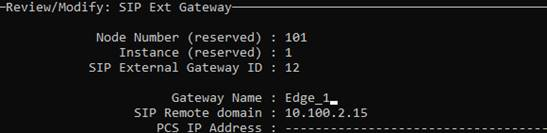 Review/Modify: SIP Ext Gateway
Node Number (reserved) : 101
Instance (reserved) : 1
SIP External Gateway ID : 12
Gateway Name : Edge_1
SIP Remote domain : 10.100.2.15
PCS IP Address : ----------------------------------